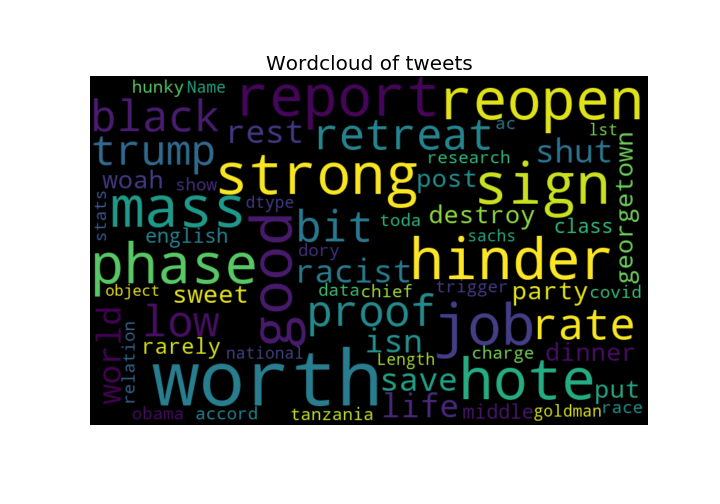 Wordcloud of tweets
hunky Name report reopen
black rest retreat ac lst
trump strong research shut
woah show post sign georgetown
stats mass dtype toda destroy class
english good bit dory sachs
phase racist hinder
object sweet data chief trigger party covid
world low proof job rate
relation rarely national isn Length charge dinner
worth save hote put
obama accord tanzania life middle goldman race